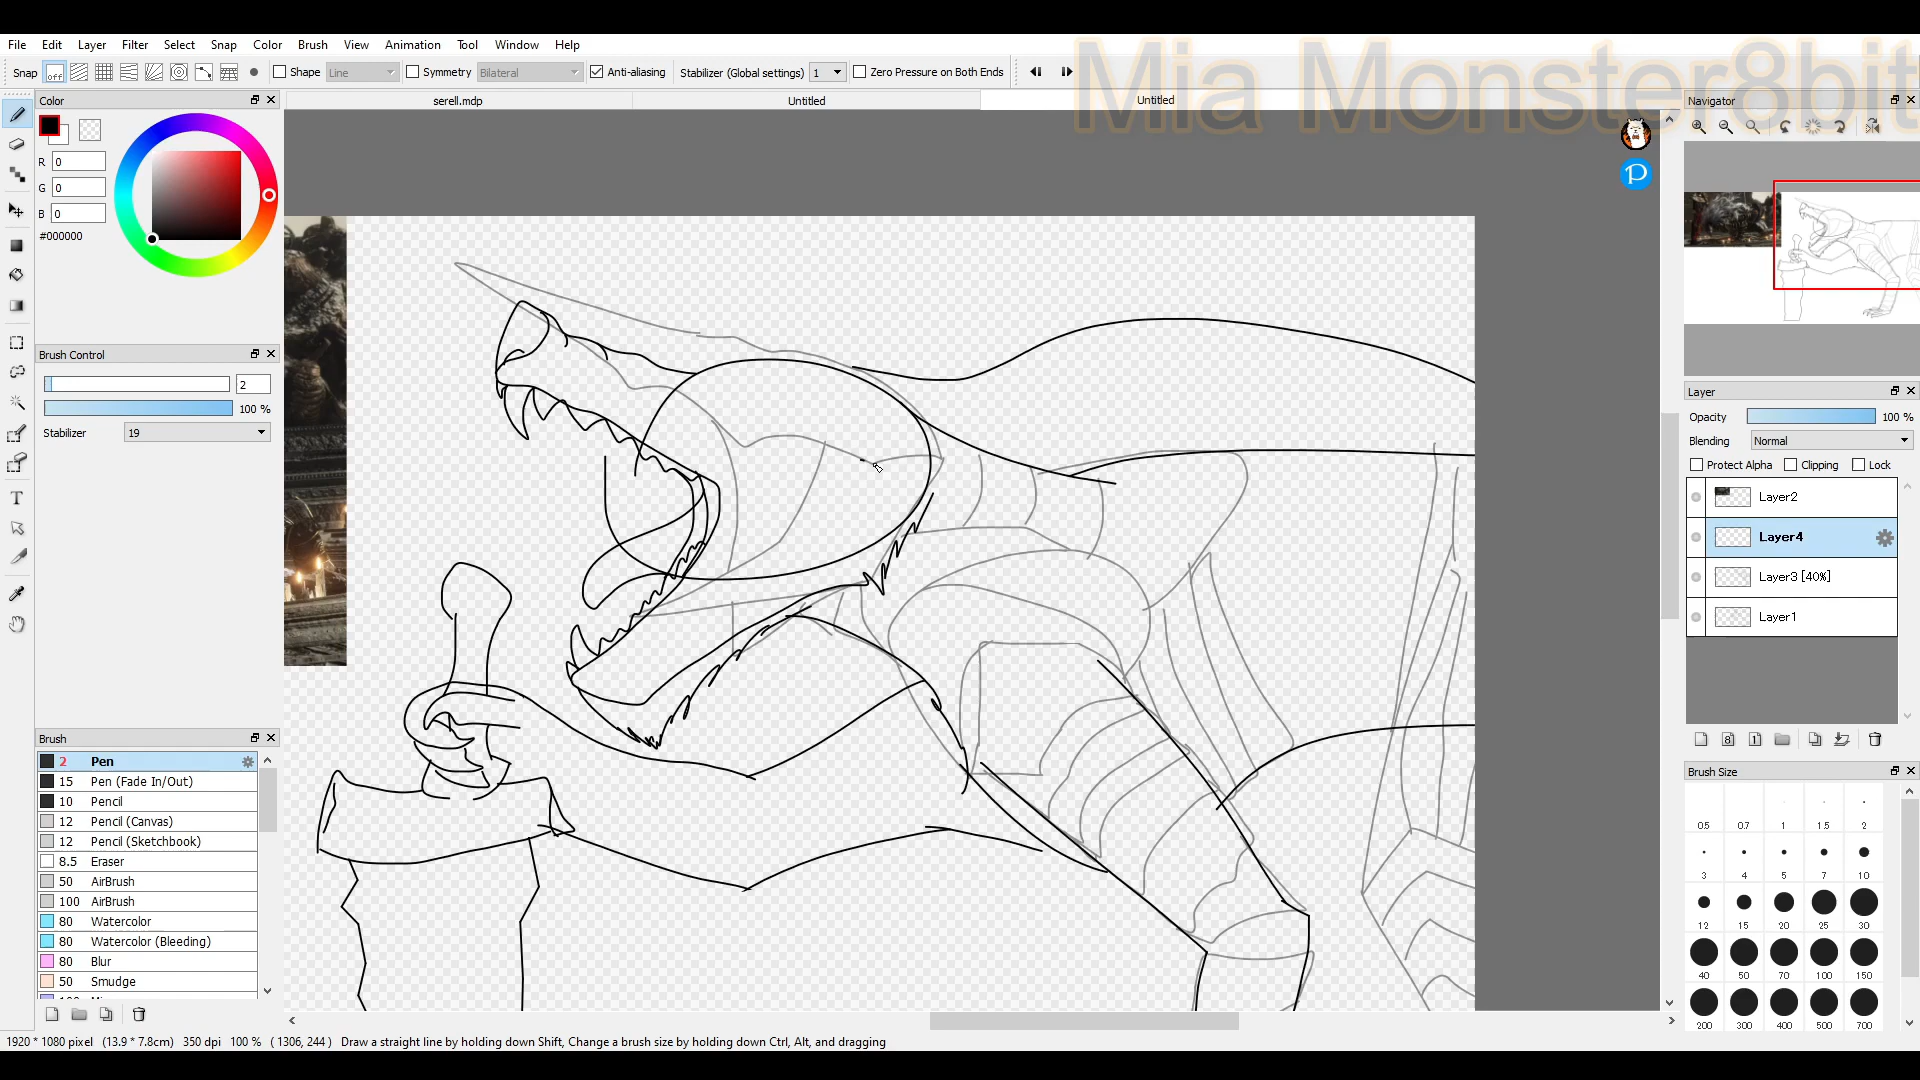 File Edit Layer Filter Select Snap Color Brush View Animation Tool Window Help
Snap off Shape Line Symmetry Bilateral Anti-aliasing Stabilizer (Global settings) 1 Zero Pressure on Both Ends
Mia Monster8bit
Color
serell.mdp Untitled Untitled
Navigator
R 0
G 0
B 0
#000000
Brush Control
2
100 %
Stabilizer 19
Layer
Opacity 100 %
Blending Normal
Protect Alpha Clipping Lock
Layer2
Layer4
Layer3 [40%]
Layer1
8 1
Brush
2 Pen
15 Pen (Fade In/Out)
10 Pencil
12 Pencil (Canvas)
12 Pencil (Sketchbook)
8.5 Eraser
50 AirBrush
100 AirBrush
80 Watercolor
80 Watercolor (Bleeding)
80 Blur
50 Smudge
Brush Size
0.5 0.7 1 1.5 2
3 4 5 7 10
12 15 20 25 30
40 50 70 100 150
200 300 400 500 700
1920 * 1080 pixel (13.9 * 7.8cm) 350 dpi 100 % ( 1306, 244 ) Draw a straight line by holding down Shift, Change a brush size by holding down Ctrl, Alt, and dragging